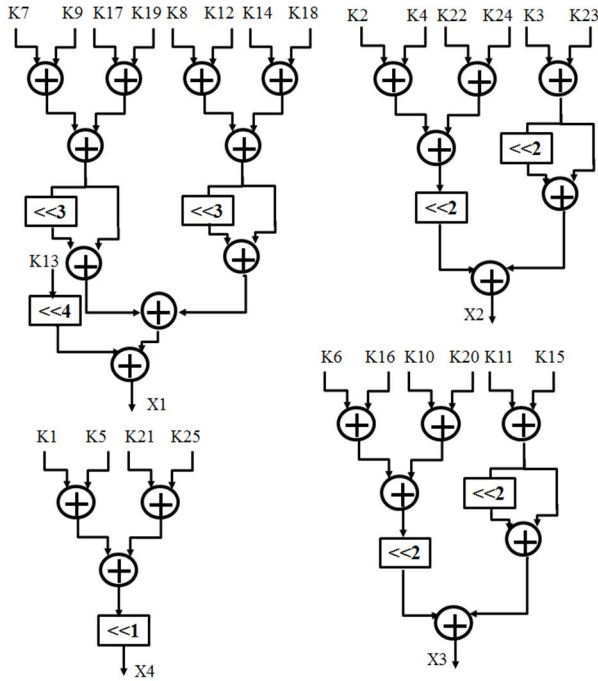 K7 K9 K17 K19 K8 K12 K14 K18
<<3 <<3
K13
<<4
X1
K2 K4 K22 K24 K3 K23
<<2
<<2
X2
K1 K5 K21 K25
<<1
X4
K6 K16 K10 K20 K11 K15
<<2
<<2
X3